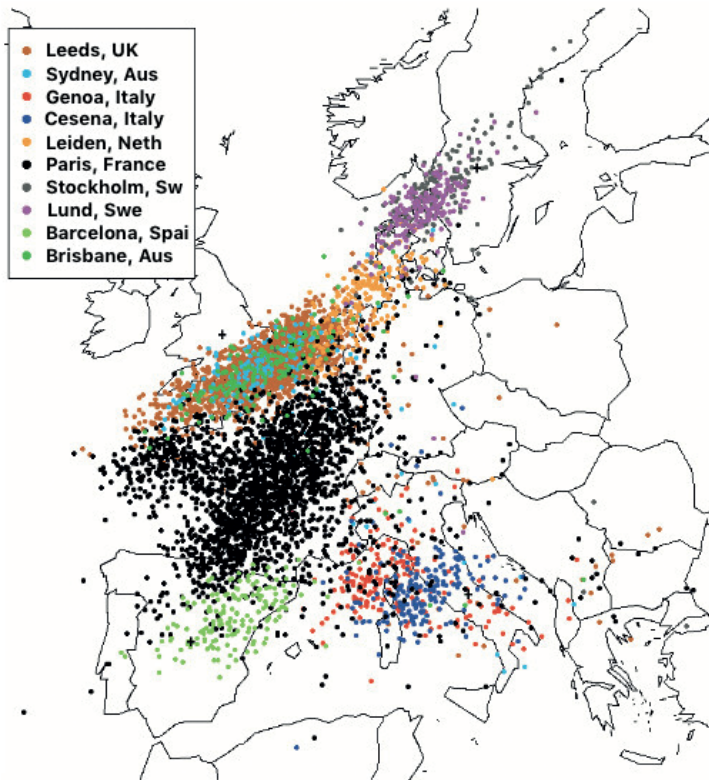 Leeds, UK
Sydney, Aus
Genoa, Italy
Cesena, Italy
Leiden, Neth
Paris, France
Stockholm, Sw
Lund, Swe
Barcelona, Spai
Brisbane, Aus